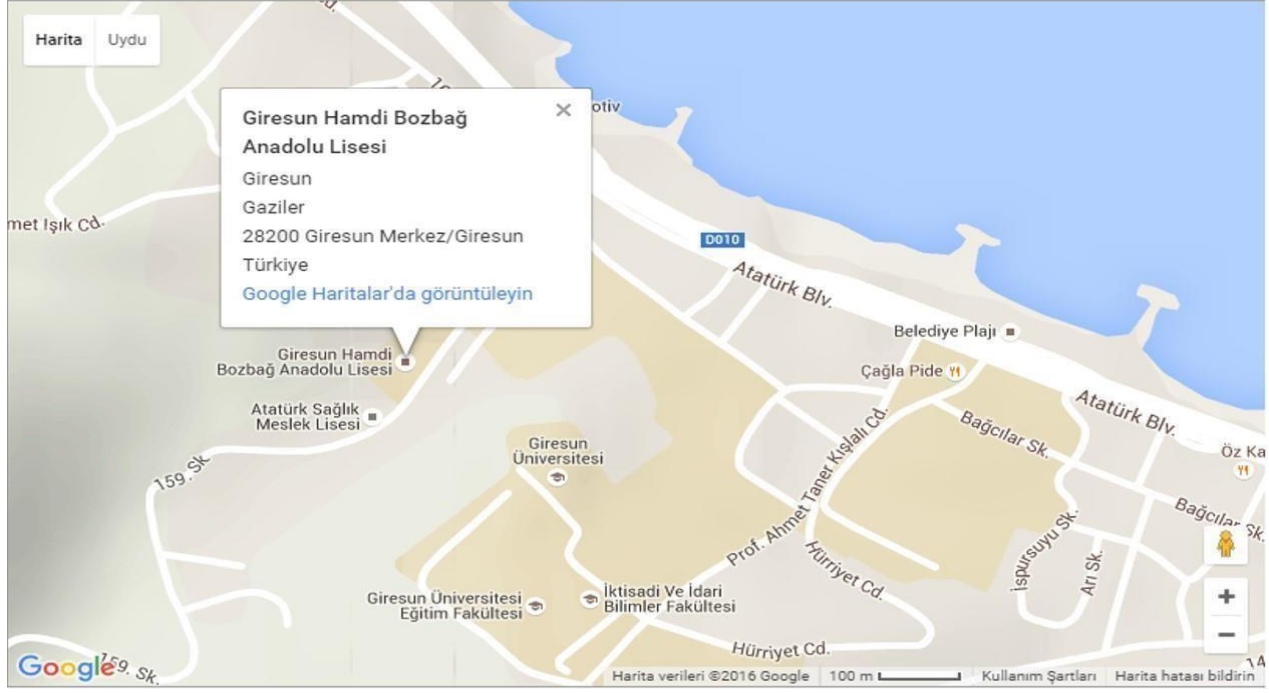 Harita Uydu
Giresun Hamdi Bozbağ
Anadolu Lisesi
Giresun
Gaziler
28200 Giresun Merkez/Giresun
Türkiye
Google Haritalar'da görüntüleyin
otiv
met Işık Cd.
D010
Atatürk Blv.
Belediye Plajı
Çağla Pide
Giresun Hamdi
Bozbağ Anadolu Lisesi
Atatürk Sağlık
Meslek Lisesi
Atatürk Blv.
Bağcılar Sk.
Prof. Ahmet Taner Kışlalı Cd.
Giresun
Üniversitesi
Öz Ka
159. Sk
Bağcılar Sk.
Hürriyet Cd.
İspursuyu Sk.
Arı Sk.
Giresun Üniversitesi
Eğitim Fakültesi
İktisadi Ve İdari
Bilimler Fakültesi
Hürriyet Cd.
159. Sk.
14
Google
Harita verileri ©2016 Google 100 m Kullanım Şartları Harita hatası bildirin